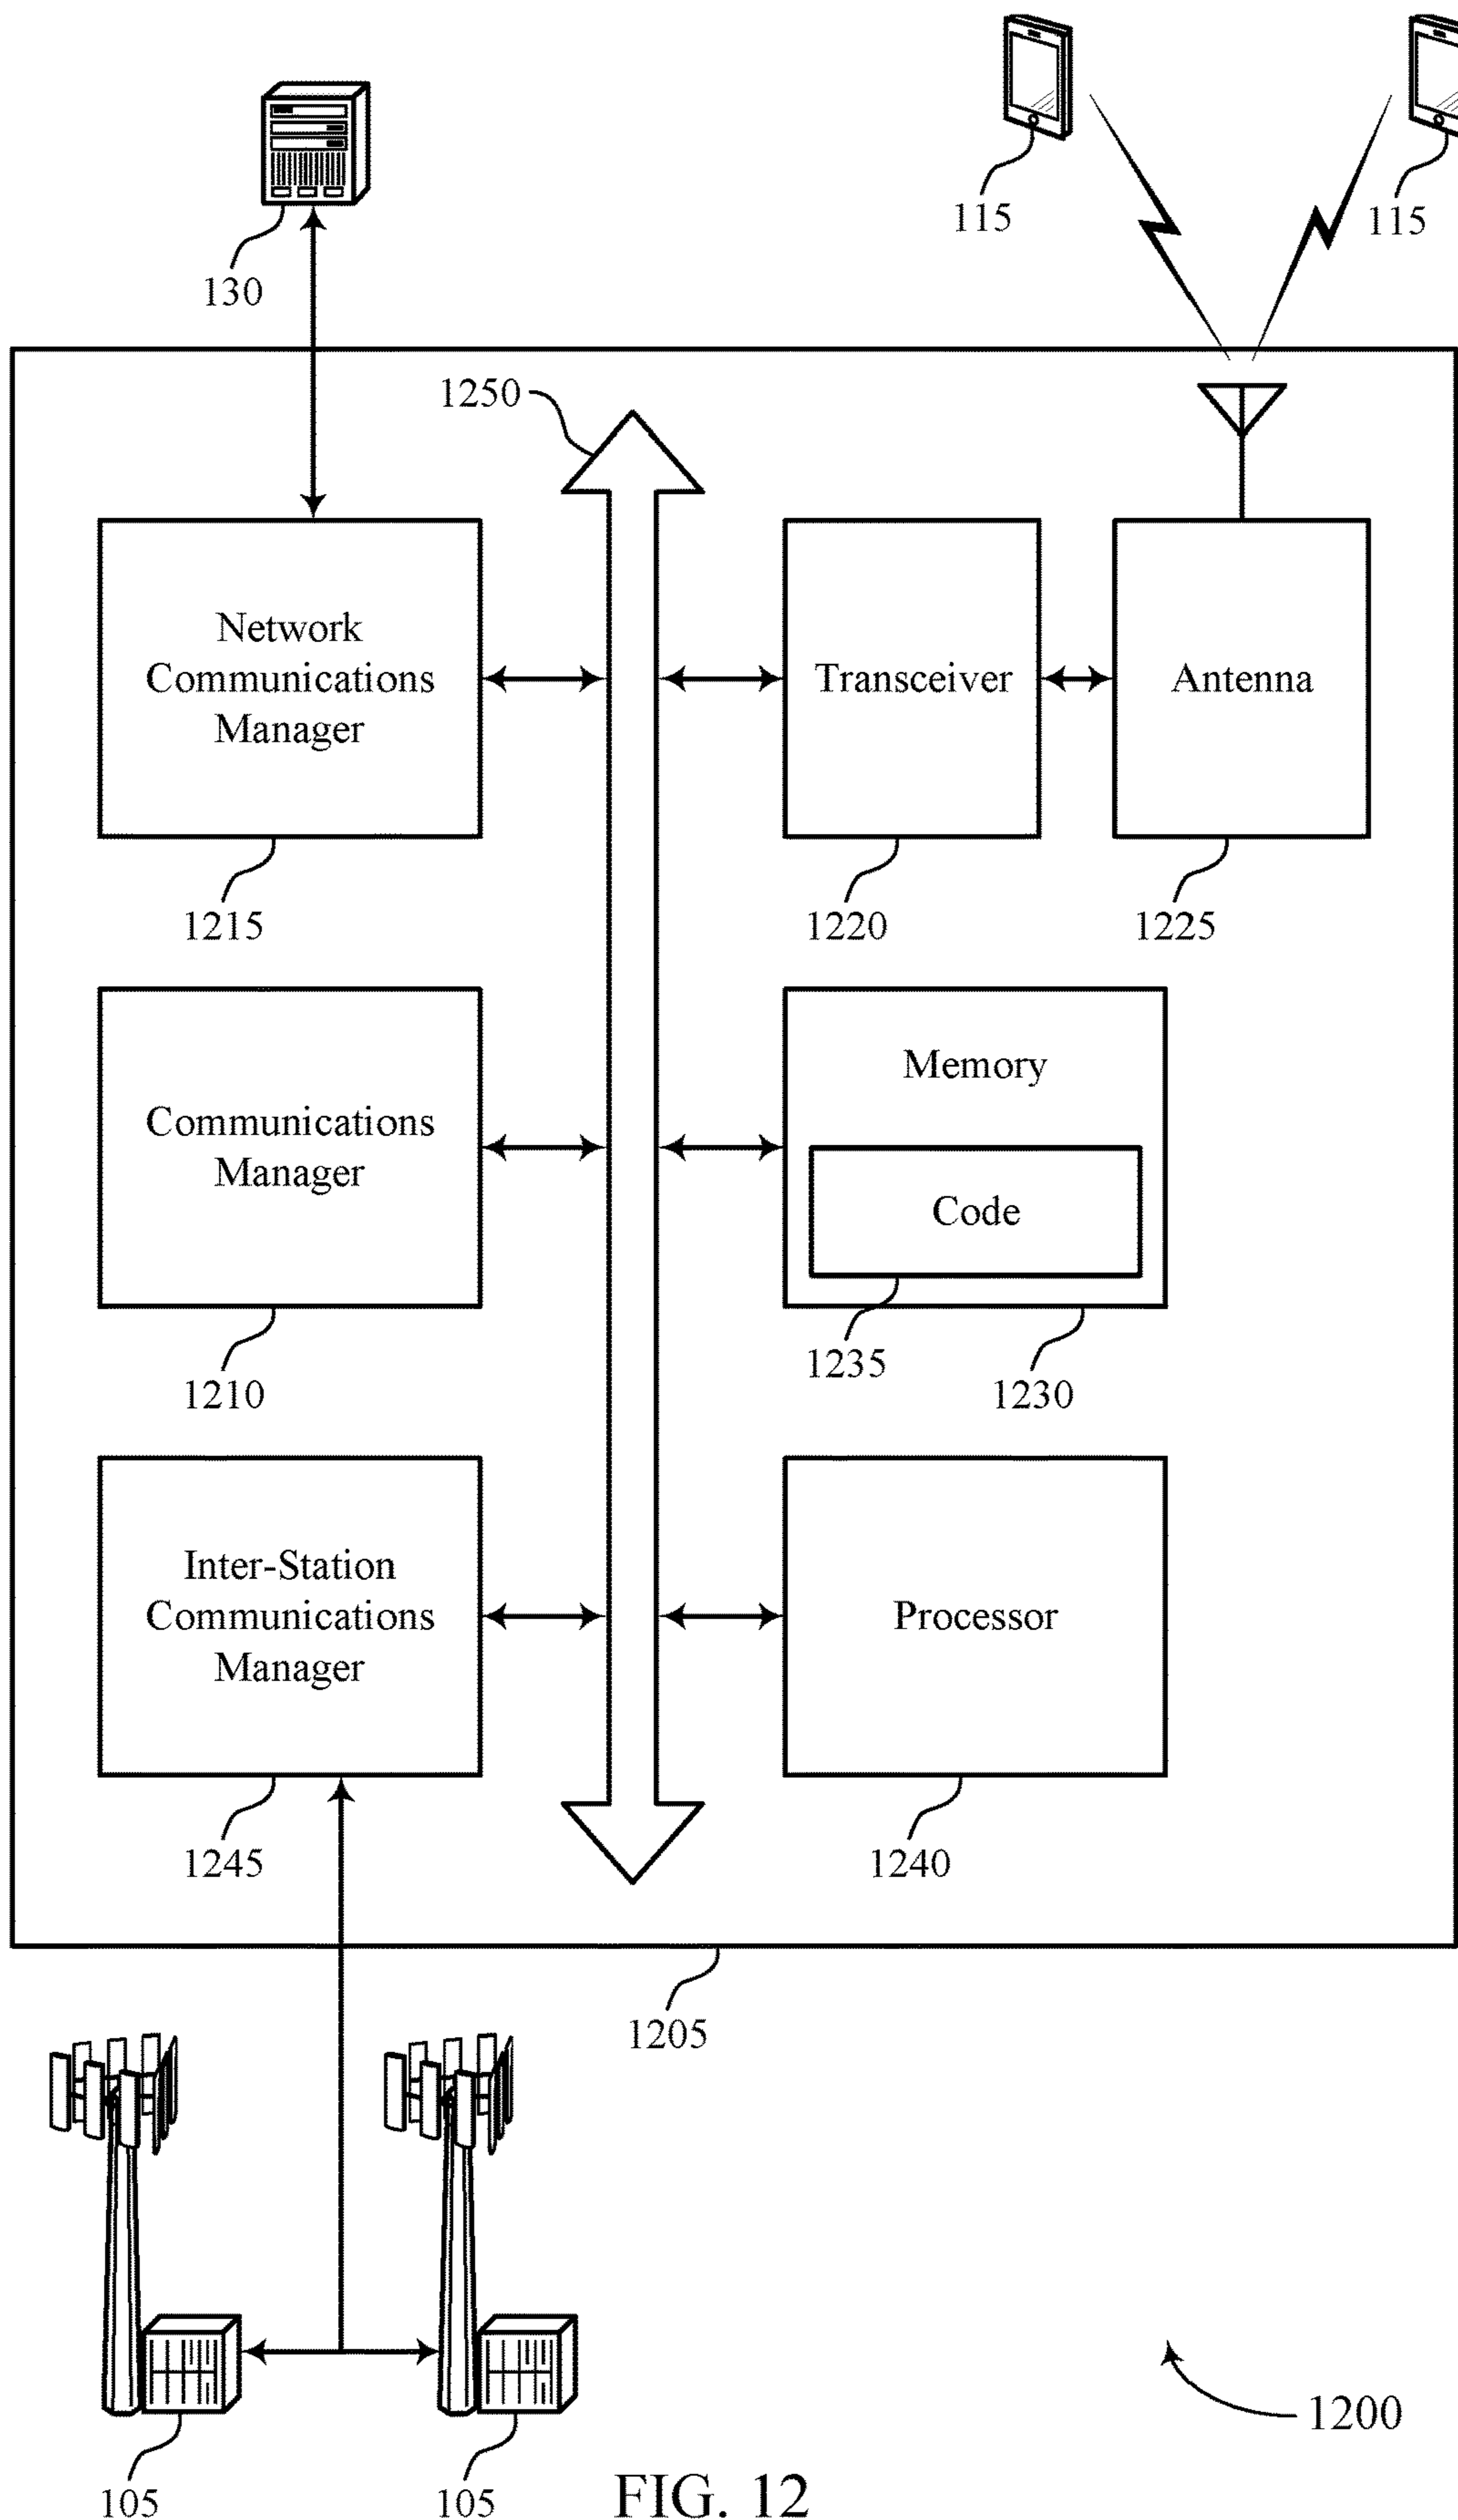 115
115
130
1250
Network
Communications
Manager
Transceiver
Antenna
1215
1220
1225
Communications
Manager
Memory
Code
1210
1235
1230
Inter-Station
Communications
Manager
Processor
1245
1240
1205
1200
105
105
FIG. 12